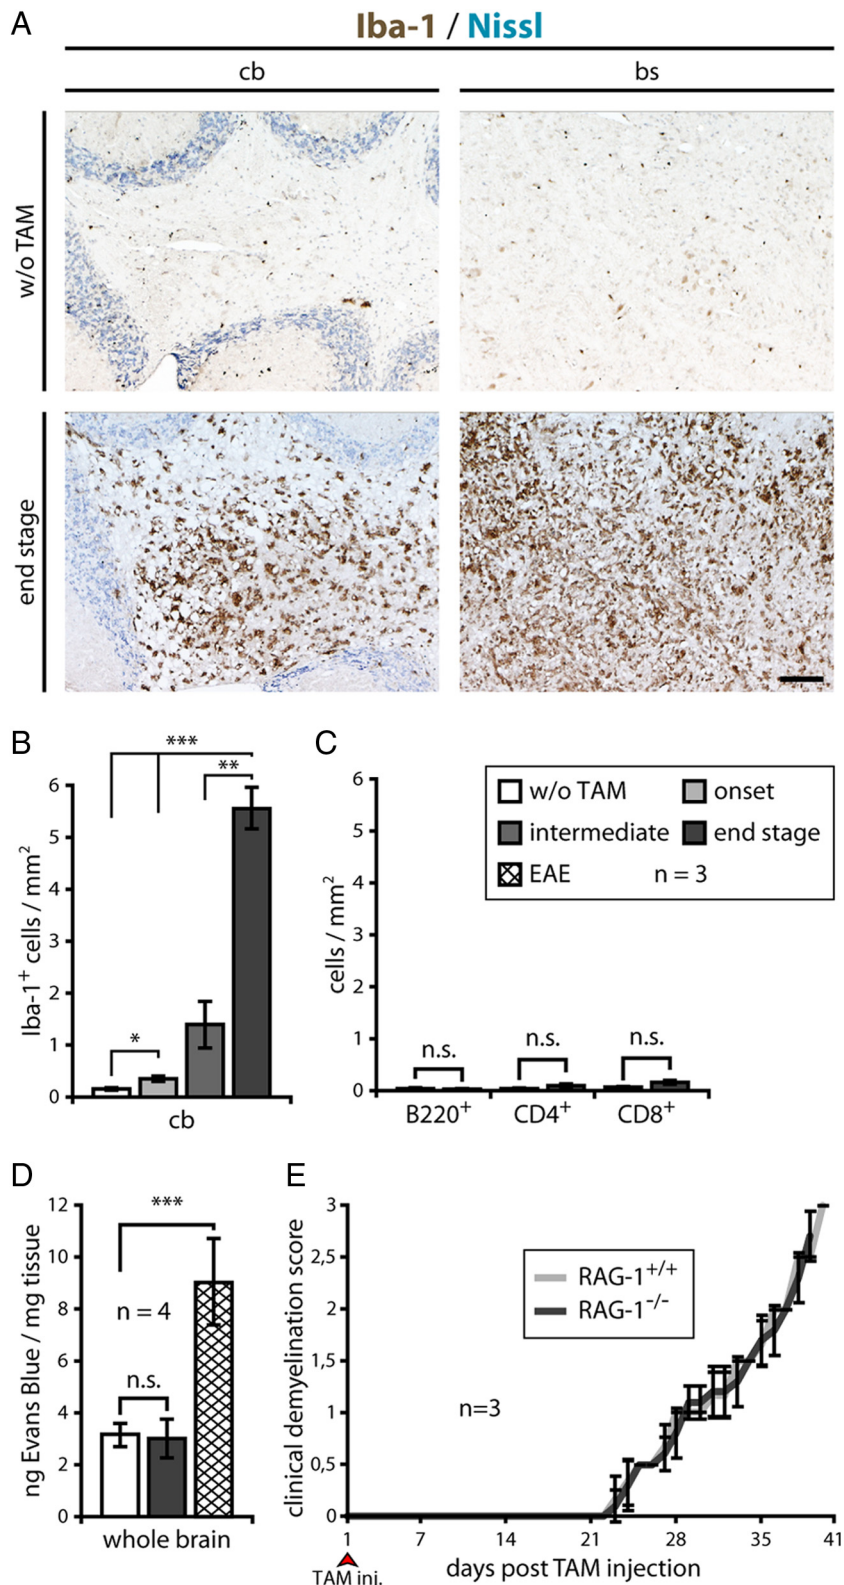 A
Iba-1 / Nissl
cb
bs
w/o TAM
end stage
B
***
**
*
Iba-1+ cells / mm2
6
5
4
3
2
1
0
cb
C
cells / mm2
6
5
4
3
2
1
0
w/o TAM
onset
intermediate
end stage
EAE
n = 3
n.s.
n.s.
n.s.
B220+
CD4+
CD8+
D
ng Evans Blue / mg tissue
12
10
8
6
4
2
0
***
n = 4
n.s.
whole brain
E
clinical demyelination score
3
2,5
2
1,5
1
0,5
0
RAG-1+/+
RAG-1-/-
n=3
1
7
14
21
28
35
41
TAM inj.
days post TAM injection